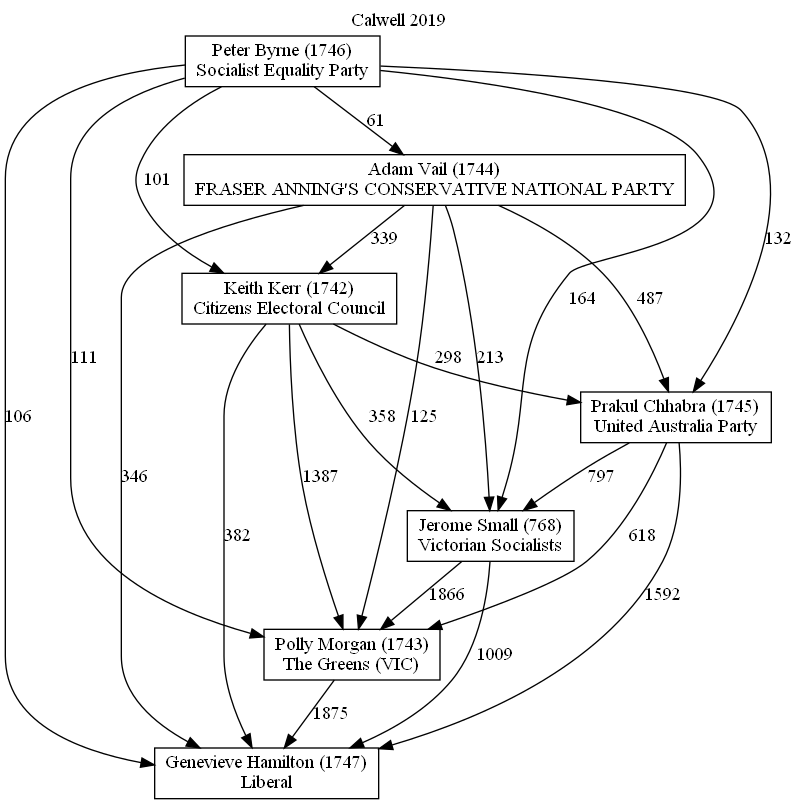 Calwell 2019
Peter Byrne (1746)
Socialist Equality Party
61
101
Adam Vail (1744)
FRASER ANNING'S CONSERVATIVE NATIONAL PARTY
339
132
Keith Kerr (1742)
Citizens Electoral Council
164
487
111
298
213
Prakul Chhabra (1745)
United Australia Party
106
358
125
346
1387
797
Jerome Small (768)
Victorian Socialists
382
618
1866
1592
Polly Morgan (1743)
The Greens (VIC)
1009
1875
Genevieve Hamilton (1747)
Liberal